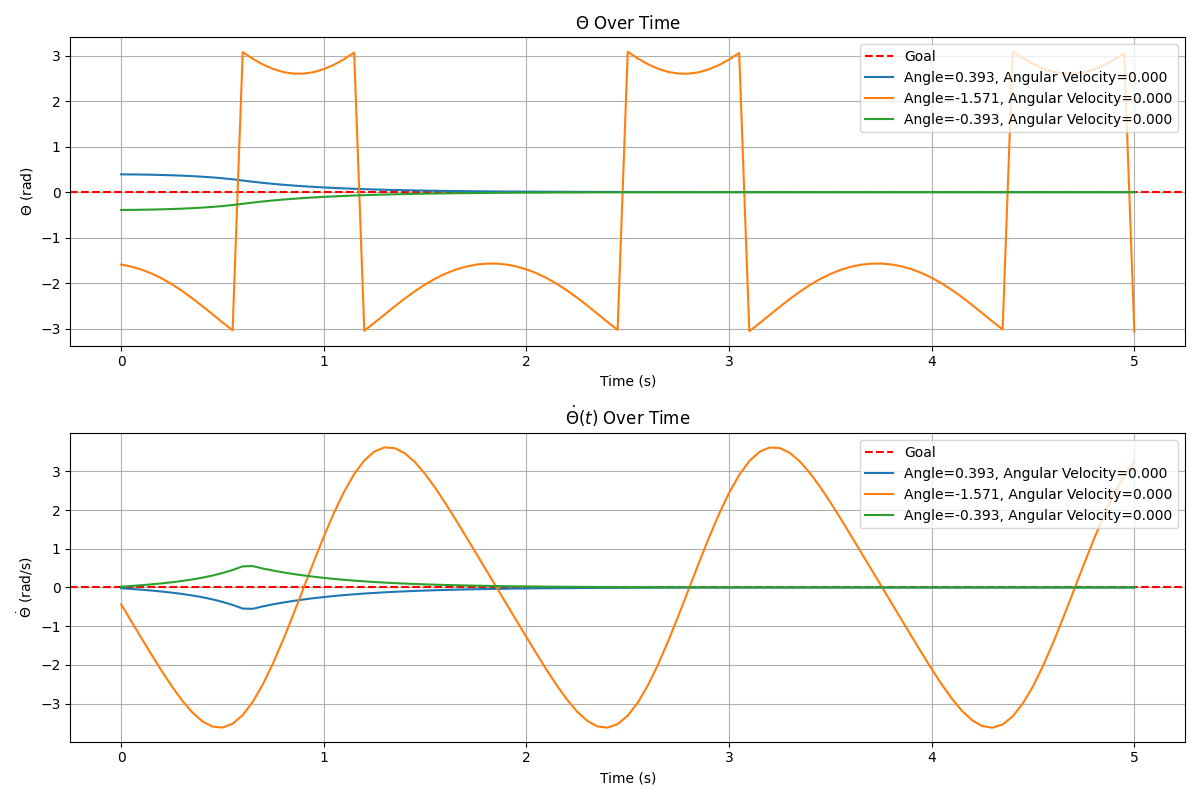 Θ Over Time
Θ (rad)
3
2
1
0
−1
−2
−3
Goal
Angle=0.393, Angular Velocity=0.000
Angle=-1.571, Angular Velocity=0.000
Angle=-0.393, Angular Velocity=0.000
0 1 2 3 4 5
Time (s)
Θ̇(t) Over Time
Θ̇ (rad/s)
3
2
1
0
−1
−2
−3
Goal
Angle=0.393, Angular Velocity=0.000
Angle=-1.571, Angular Velocity=0.000
Angle=-0.393, Angular Velocity=0.000
0 1 2 3 4 5
Time (s)